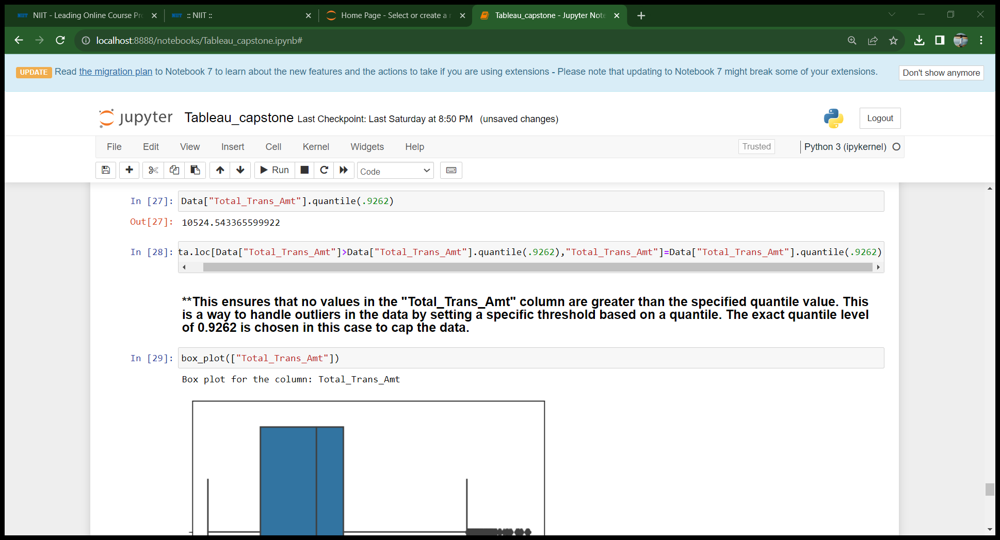 NIIT NIIT - Leading Online Course Pr
NIIT :: NIIT ::
Home Page - Select or create a
Tableau_capstone - Jupyter Note
localhost:8888/notebooks/Tableau_capstone.ipynb#
UPDATE Read the migration plan to Notebook 7 to learn about the new features and the actions to take if you are using extensions - Please note that updating to Notebook 7 might break some of your extensions.
Don't show anymore
jupyter Tableau_capstone Last Checkpoint: Last Saturday at 8:50 PM (unsaved changes)
Logout
File Edit View Insert Cell Kernel Widgets Help
Trusted
Python 3 (ipykernel)
Run
Code
In [27]: Data["Total_Trans_Amt"].quantile(.9262)
Out[27]: 10524.543365599922
In [28]: ta.loc[Data["Total_Trans_Amt"]>Data["Total_Trans_Amt"].quantile(.9262),"Total_Trans_Amt"]=Data["Total_Trans_Amt"].quantile(.9262)
**This ensures that no values in the "Total_Trans_Amt" column are greater than the specified quantile value. This
is a way to handle outliers in the data by setting a specific threshold based on a quantile. The exact quantile level
of 0.9262 is chosen in this case to cap the data.
In [29]: box_plot(["Total_Trans_Amt"])
Box plot for the column: Total_Trans_Amt